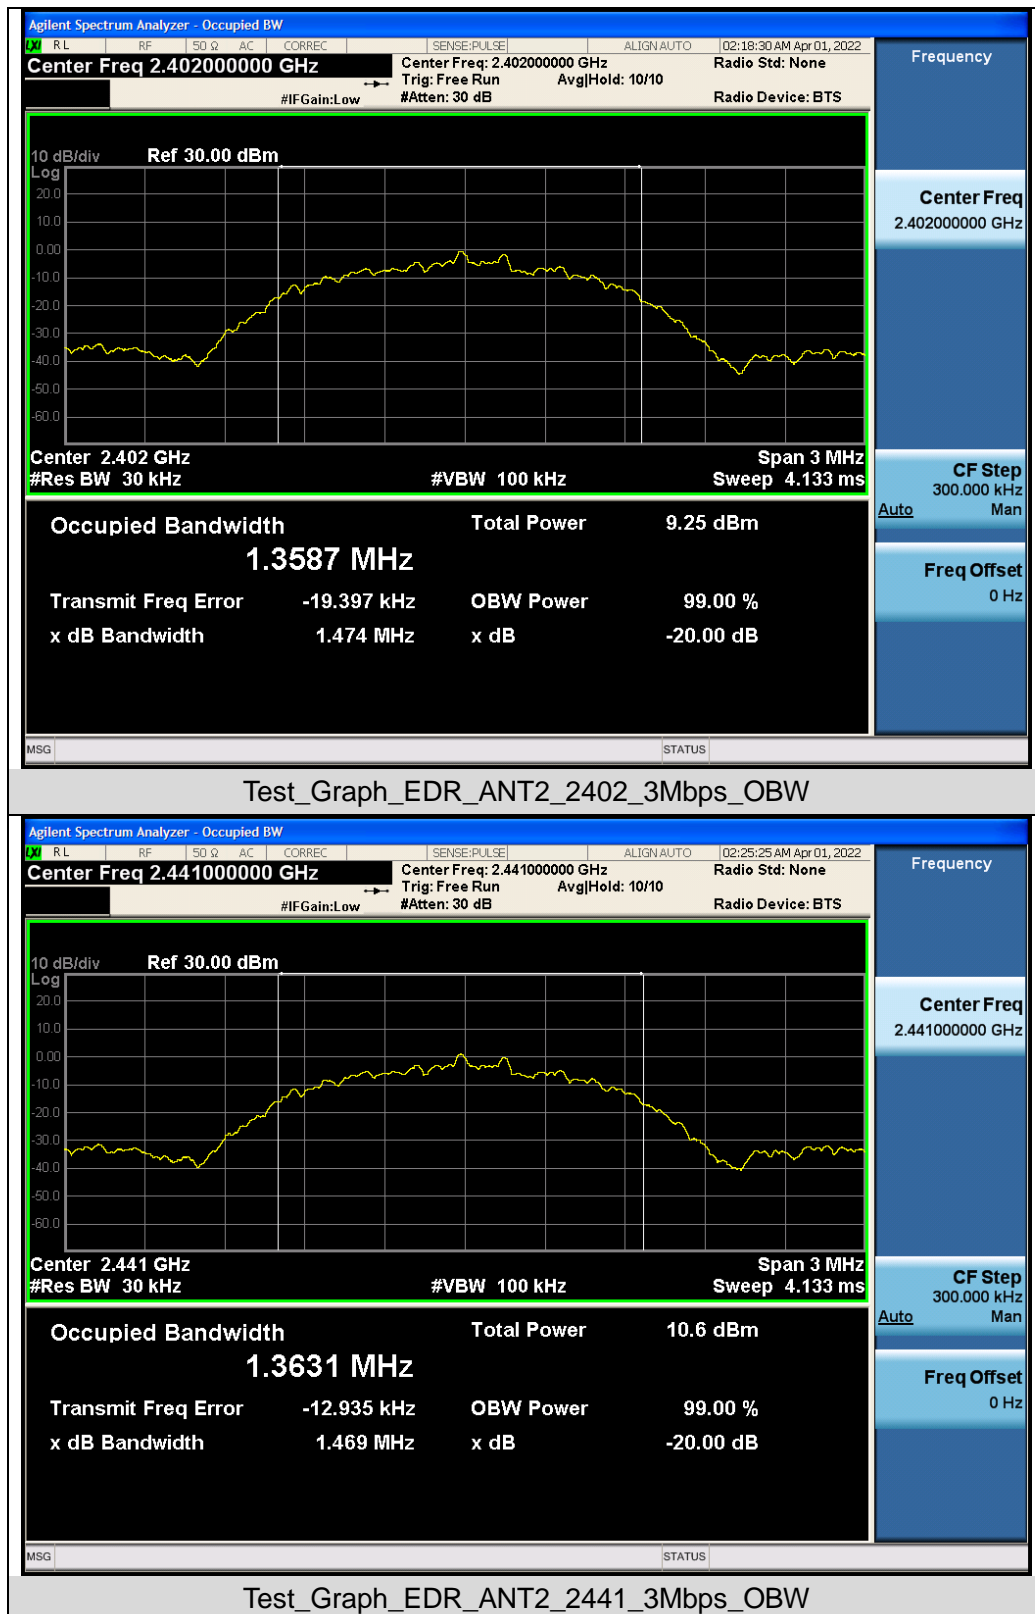 Agilent Spectrum Analyzer - Occupied BW
LXI RL RF 50 Ω AC CORREC SENSE:PULSE ALIGN AUTO 02:18:30 AM Apr 01, 2022
Center Freq 2.402000000 GHz
Center Freq: 2.402000000 GHz
Radio Std: None
Trig: Free Run Avg|Hold: 10/10
#IFGain:Low #Atten: 30 dB Radio Device: BTS
Frequency
10 dB/div Ref 30.00 dBm
Log
20.0
10.0
0.00
-10.0
-20.0
-30.0
-40.0
-50.0
-60.0
Center 2.402 GHz Span 3 MHz
#Res BW 30 kHz #VBW 100 kHz Sweep 4.133 ms
Center Freq
2.402000000 GHz
CF Step
300.000 kHz
Auto Man
Freq Offset
0 Hz
Occupied Bandwidth Total Power 9.25 dBm
1.3587 MHz
Transmit Freq Error -19.397 kHz OBW Power 99.00 %
x dB Bandwidth 1.474 MHz x dB -20.00 dB
MSG STATUS
Test_Graph_EDR_ANT2_2402_3Mbps_OBW
Agilent Spectrum Analyzer - Occupied BW
LXI RL RF 50 Ω AC CORREC SENSE:PULSE ALIGN AUTO 02:25:25 AM Apr 01, 2022
Center Freq 2.441000000 GHz
Center Freq: 2.441000000 GHz
Radio Std: None
Trig: Free Run Avg|Hold: 10/10
#IFGain:Low #Atten: 30 dB Radio Device: BTS
Frequency
10 dB/div Ref 30.00 dBm
Log
20.0
10.0
0.00
-10.0
-20.0
-30.0
-40.0
-50.0
-60.0
Center 2.441 GHz Span 3 MHz
#Res BW 30 kHz #VBW 100 kHz Sweep 4.133 ms
Center Freq
2.441000000 GHz
CF Step
300.000 kHz
Auto Man
Freq Offset
0 Hz
Occupied Bandwidth Total Power 10.6 dBm
1.3631 MHz
Transmit Freq Error -12.935 kHz OBW Power 99.00 %
x dB Bandwidth 1.469 MHz x dB -20.00 dB
MSG STATUS
Test_Graph_EDR_ANT2_2441_3Mbps_OBW